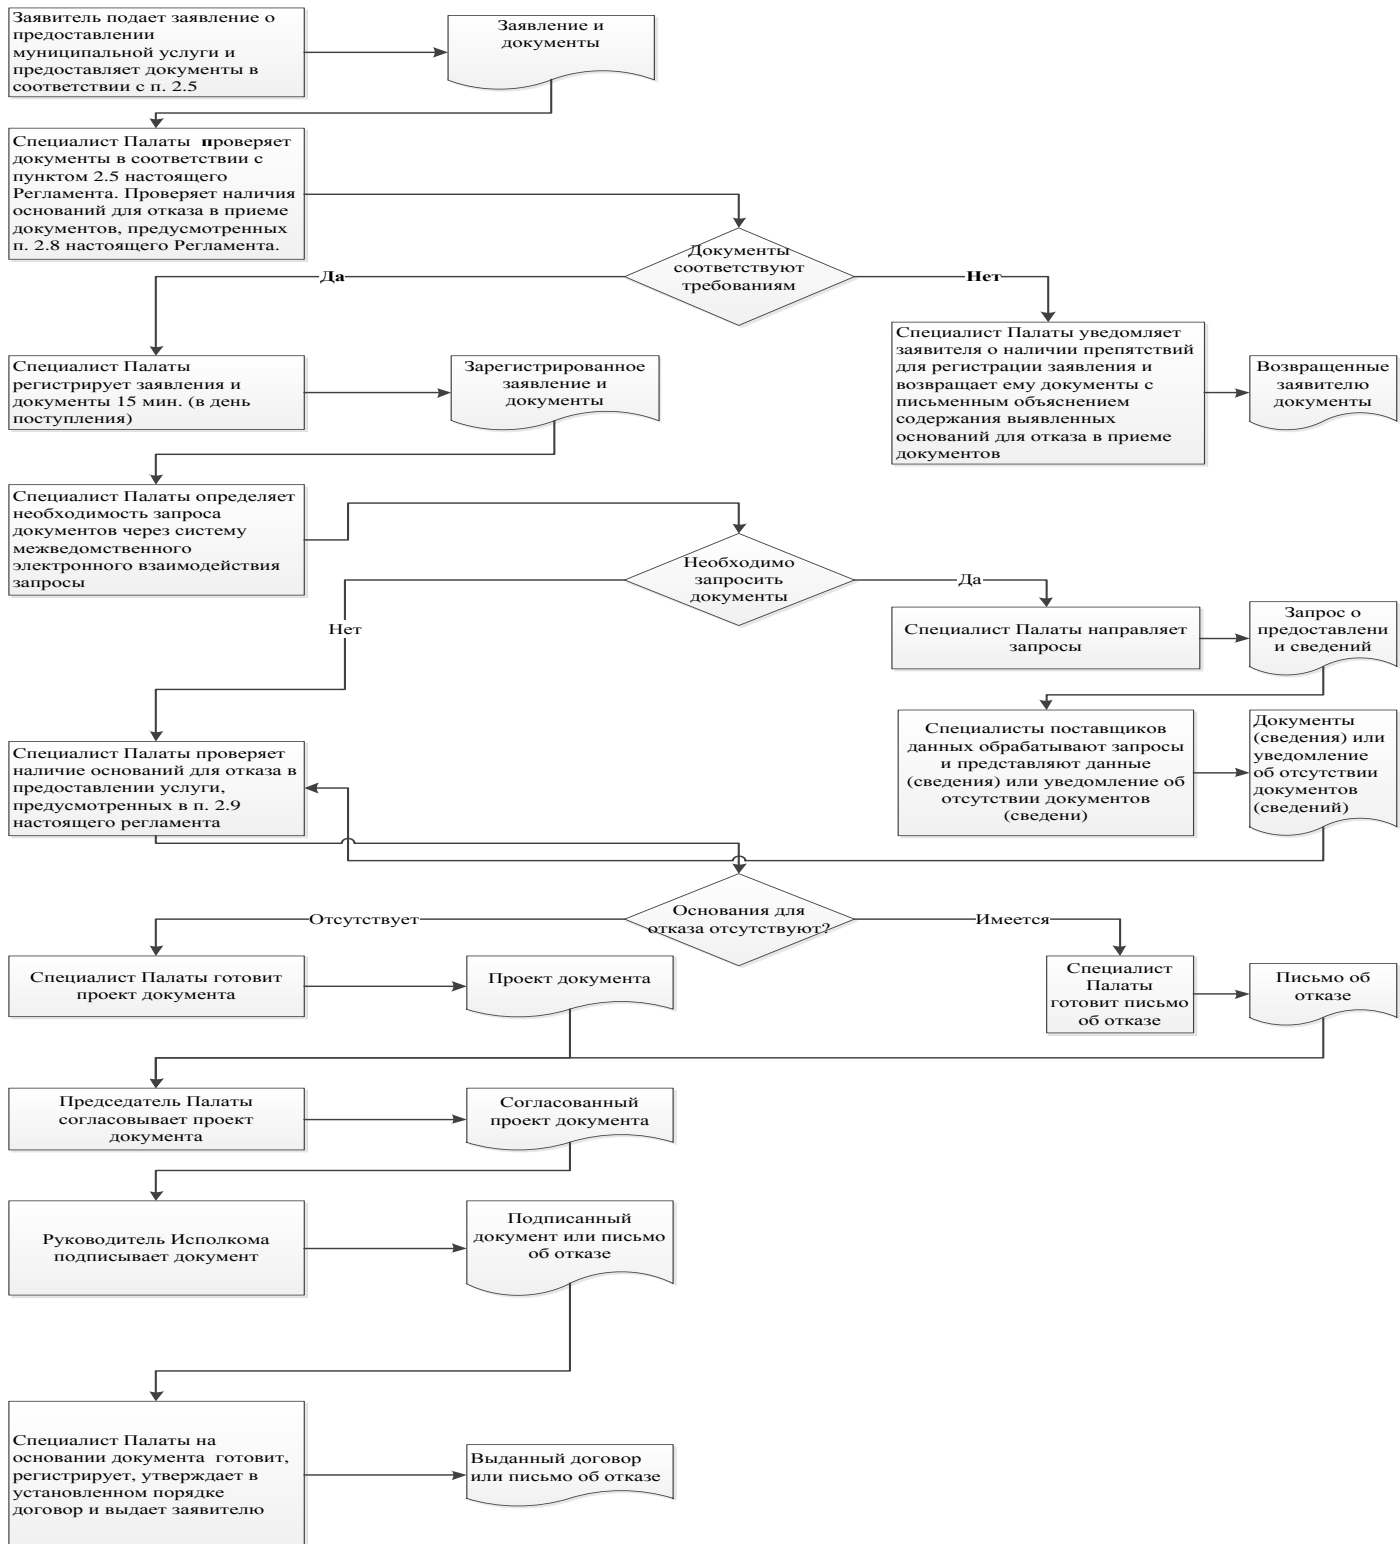 Заявитель подает заявление о
предоставлении
муниципальной услуги и
предоставляет документы в
соответствии с п. 2.5
Заявление и
документы
Специалист Палаты проверяет
документы в соответствии с
пунктом 2.5 настоящего
Регламента. Проверяет наличия
оснований для отказа в приеме
документов, предусмотренных
п. 2.8 настоящего Регламента.
Документы
соответствуют
требованиям
Да
Нет
Специалист Палаты
регистрирует заявления и
документы 15 мин. (в день
поступления)
Зарегистрированное
заявление и
документы
Специалист Палаты уведомляет
заявителя о наличии препятствий
для регистрации заявления и
возвращает ему документы с
письменным объяснением
содержания выявленных
оснований для отказа в приеме
документов
Возвращенные
заявителю
документы
Специалист Палаты определяет
необходимость запроса
документов через систему
межведомственного
электронного взаимодействия
запросы
Необходимо
запросить
документы
Да
Нет
Специалист Палаты направляет
запросы
Запрос о
предоставлени
и сведений
Специалисты поставщиков
данных обрабатывают запросы
и представляют данные
(сведения) или уведомление об
отсутствии документов
(сведени)
Документы
(сведения) или
уведомление
об отсутствии
документов
(сведений)
Специалист Палаты проверяет
наличие оснований для отказа в
предоставлении услуги,
предусмотренных в п. 2.9
настоящего регламента
Основания для
отказа отсутствуют?
Отсутствует
Имеется
Специалист Палаты готовит
проект документа
Проект документа
Специалист
Палаты
готовит письмо
об отказе
Письмо об
отказе
Председатель Палаты
согласовывает проект
документа
Согласованный
проект документа
Руководитель Исполкома
подписывает документ
Подписанный
документ или письмо
об отказе
Специалист Палаты на
основании документа готовит,
регистрирует, утверждает в
установленном порядке
договор и выдает заявителю
Выданный договор
или письмо об отказе